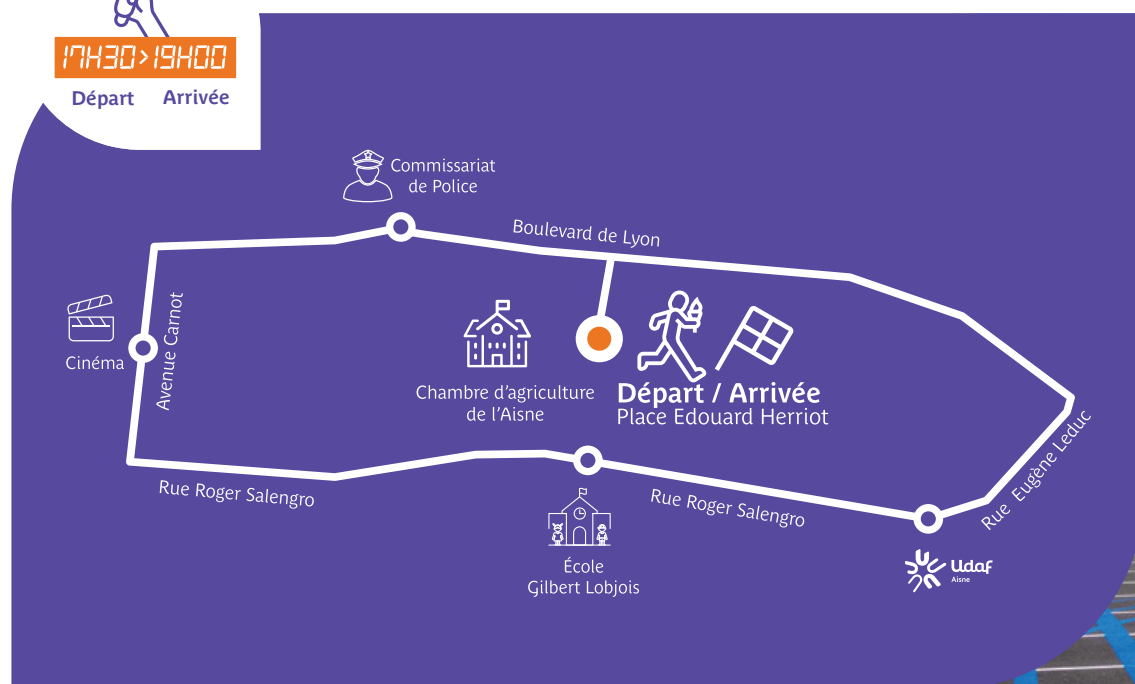 17H30>19H00
Départ Arrivée
Commissariat
de Police
Boulevard de Lyon
Avenue Carnot
Cinéma
Chambre d’agriculture
de l’Aisne
Départ / Arrivée
Place Edouard Herriot
Rue Roger Salengro
Rue Roger Salengro
Rue Eugène Leduc
École
Gilbert Lobjois
Udaf
Aisne